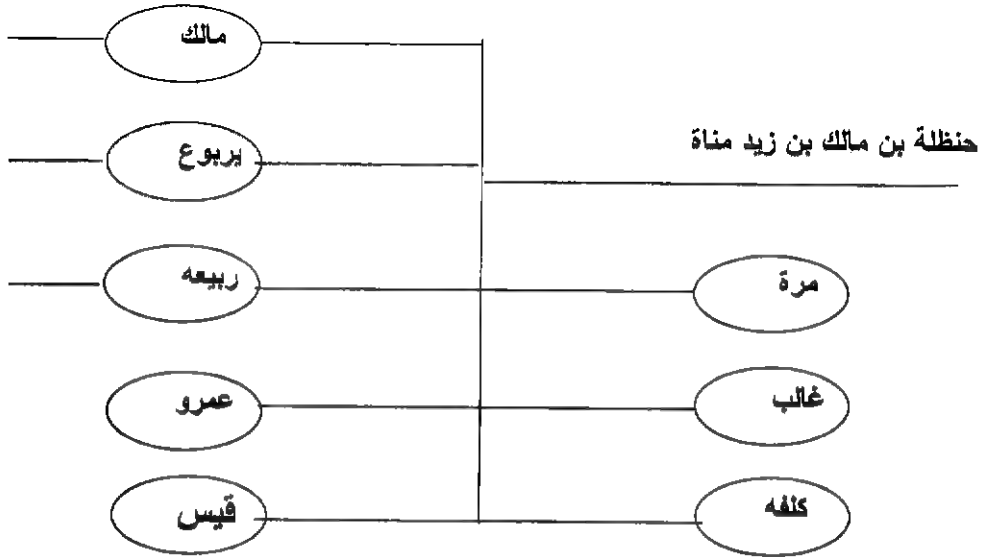 مالك
حنظلة بن مالك بن زيد مناة
يربوع
مرة
ربيعه
غالب
عمرو
كلفه
قيس